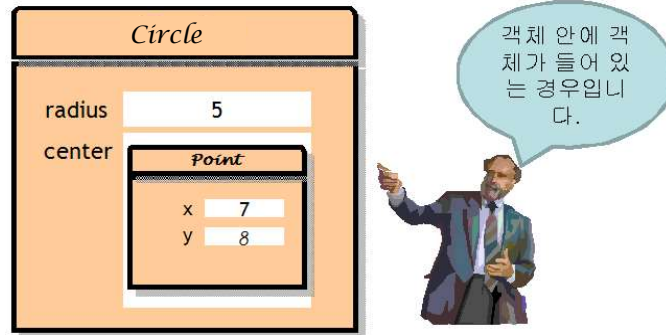 Circle
radius 5
center
Point
x 7
y 8
객체 안에 객
체가 들어 있
는 경우입니
다.